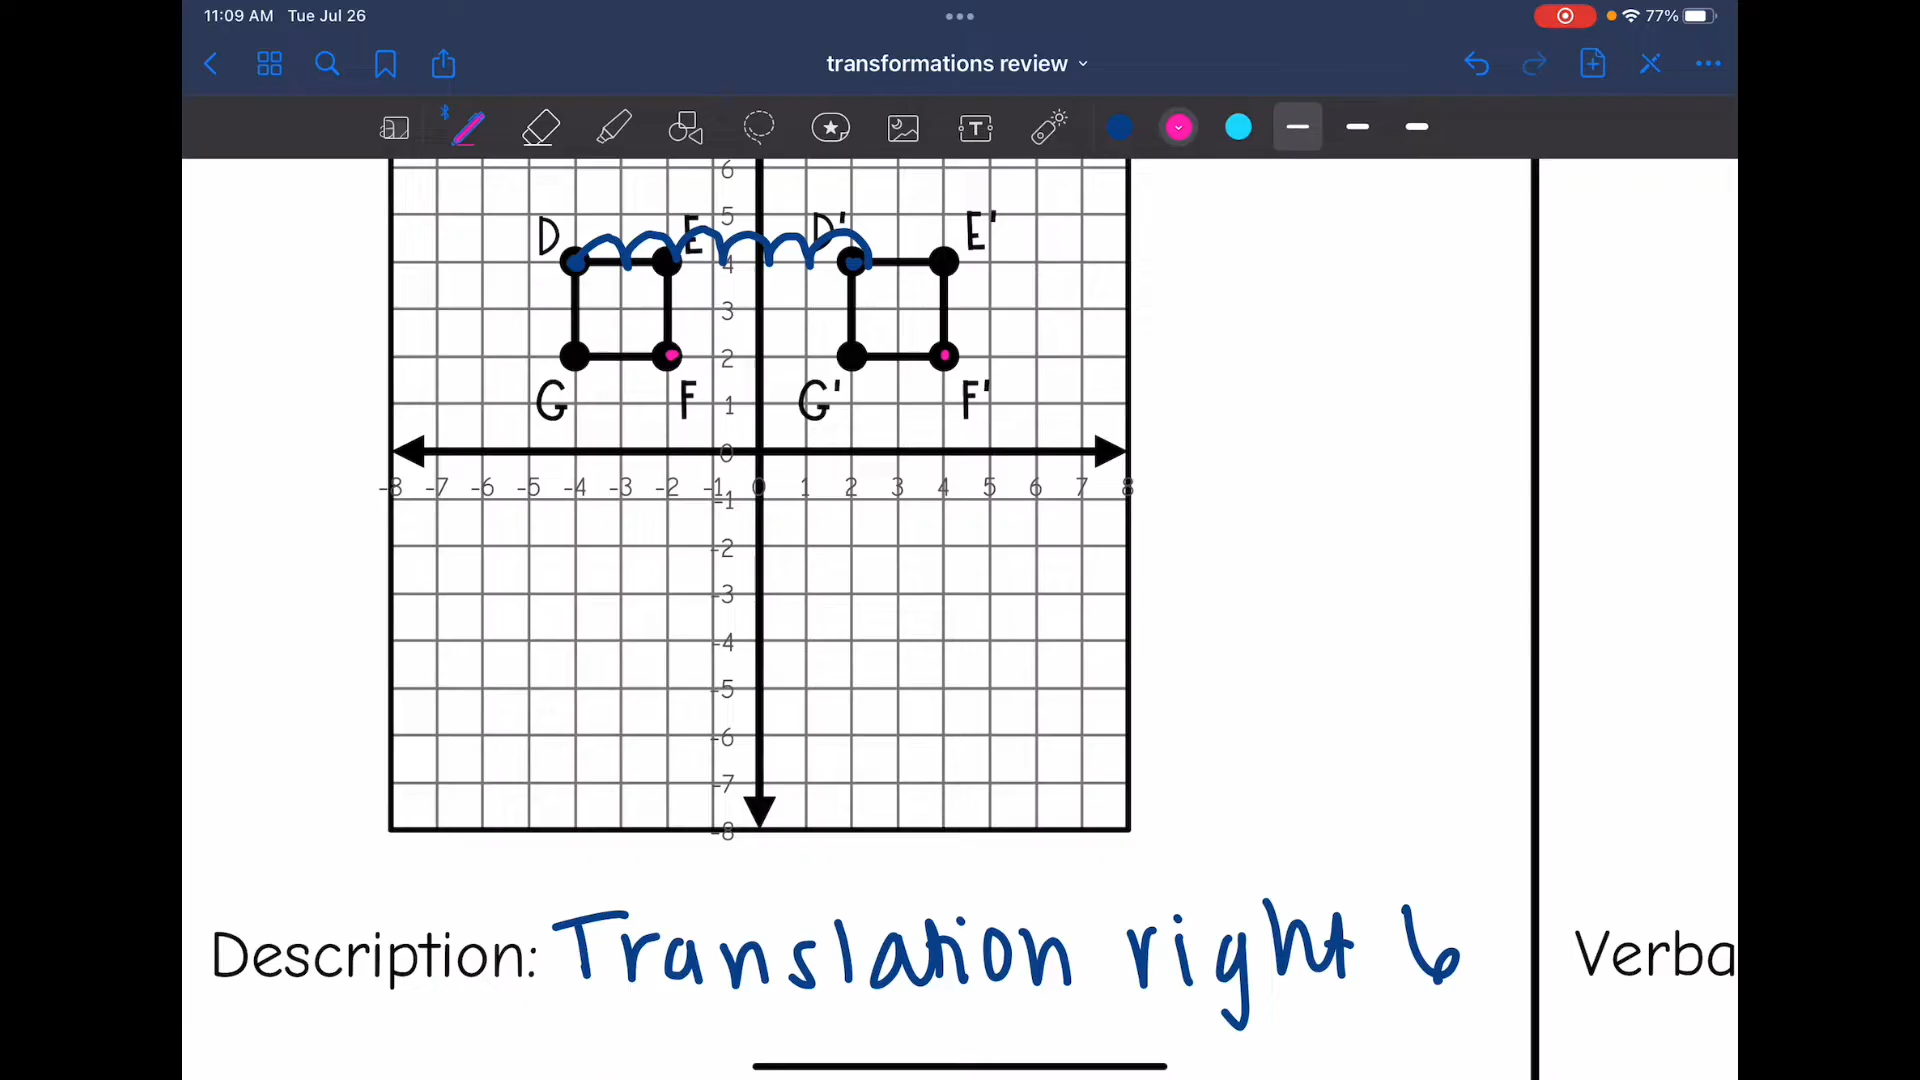 11:09 AM Tue Jul 26
77%
transformations review
6
5
D E D' E'
4
3
2
G F G' F'
1
0
-8 -7 -6 -5 -4 -3 -2 -1 0 1 2 3 4 5 6 7 8
-1
-2
-3
-4
-5
-6
-7
-8
Description: Translation right 6
Verba